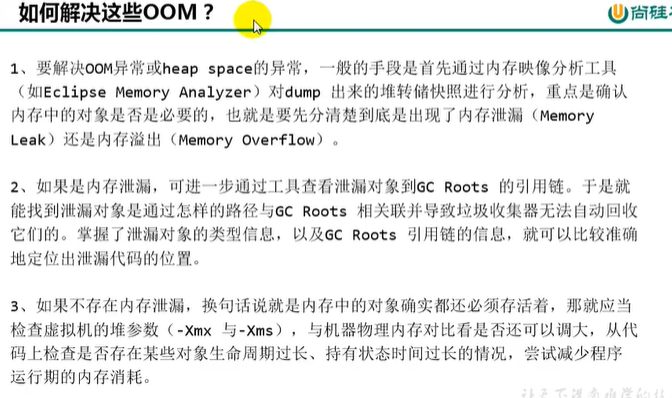 如何解决这些OOM？
尚硅
1、要解决OOM异常或heap space的异常，一般的手段是首先通过内存映像分析工具
（如Eclipse Memory Analyzer）对dump 出来的堆转储快照进行分析，重点是确认
内存中的对象是否是必要的，也就是要先分清楚到底是出现了内存泄漏（Memory
Leak）还是内存溢出（Memory Overflow）。
2、如果是内存泄漏，可进一步通过工具查看泄漏对象到GC Roots 的引用链。于是就
能找到泄漏对象是通过怎样的路径与GC Roots 相关联并导致垃圾收集器无法自动回收
它们的。掌握了泄漏对象的类型信息，以及GC Roots 引用链的信息，就可以比较准确
地定位出泄漏代码的位置。
3、如果不存在内存泄漏，换句话说就是内存中的对象确实都还必须存活着，那就应当
检查虚拟机的堆参数（-Xmx 与-Xms），与机器物理内存对比看是否还可以调大，从代
码上检查是否存在某些对象生命周期过长、持有状态时间过长的情况，尝试减少程序
运行期的内存消耗。